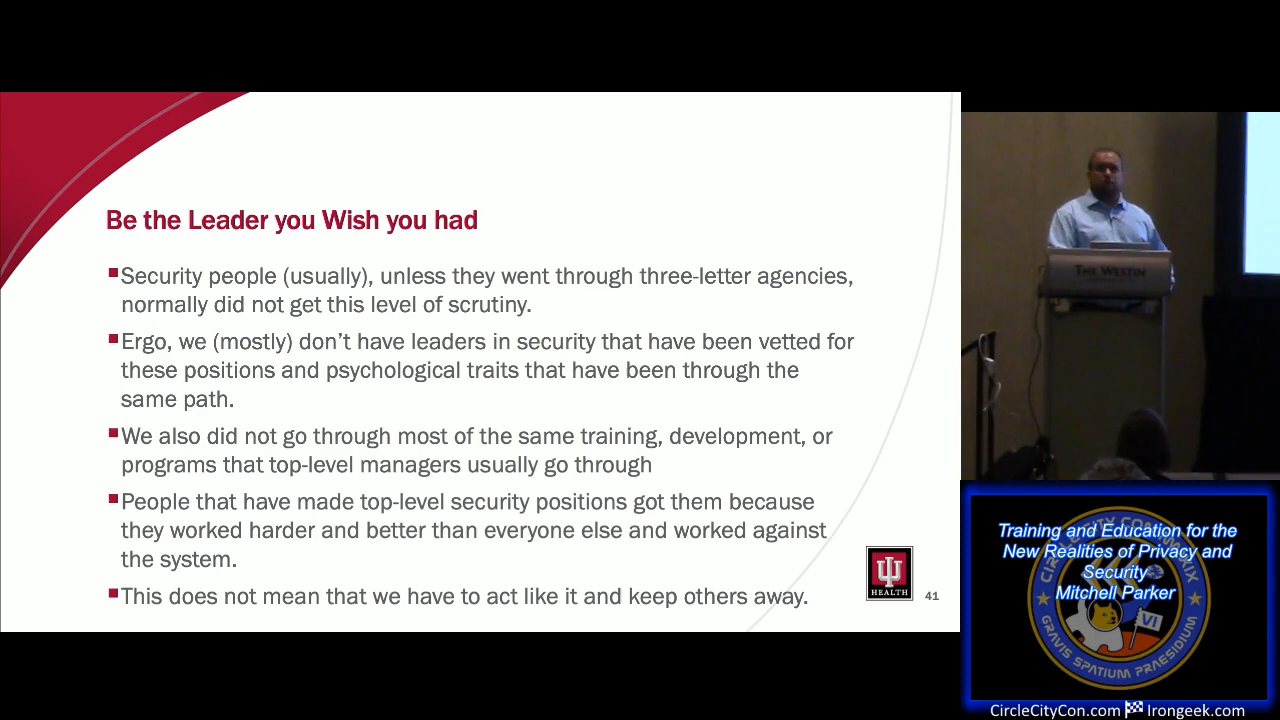 Be the Leader you Wish you had
■Security people (usually), unless they went through three-letter agencies,
normally did not get this level of scrutiny.
■Ergo, we (mostly) don’t have leaders in security that have been vetted for
these positions and psychological traits that have been through the
same path.
■We also did not go through most of the same training, development, or
programs that top-level managers usually go through
■People that have made top-level security positions got them because
they worked harder and better than everyone else and worked against
the system.
■This does not mean that we have to act like it and keep others away.
HEALTH
41
THE WESTIN
Training and Education for the
New Realities of Privacy and
Security
Mitchell Parker
VI
GRAVIS SPATIUM PRAESIDIUM
CircleCityCon.com Irongeek.com